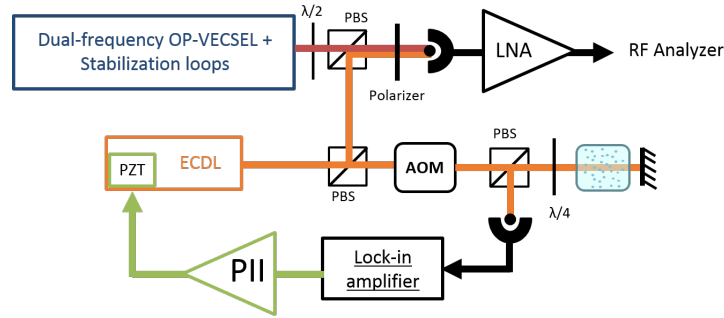 λ/2
PBS
Dual-frequency OP-VECSEL +
Stabilization loops
LNA
RF Analyzer
Polarizer
PBS
ECDL
PZT
AOM
PBS
λ/4
Lock-in
amplifier
PII